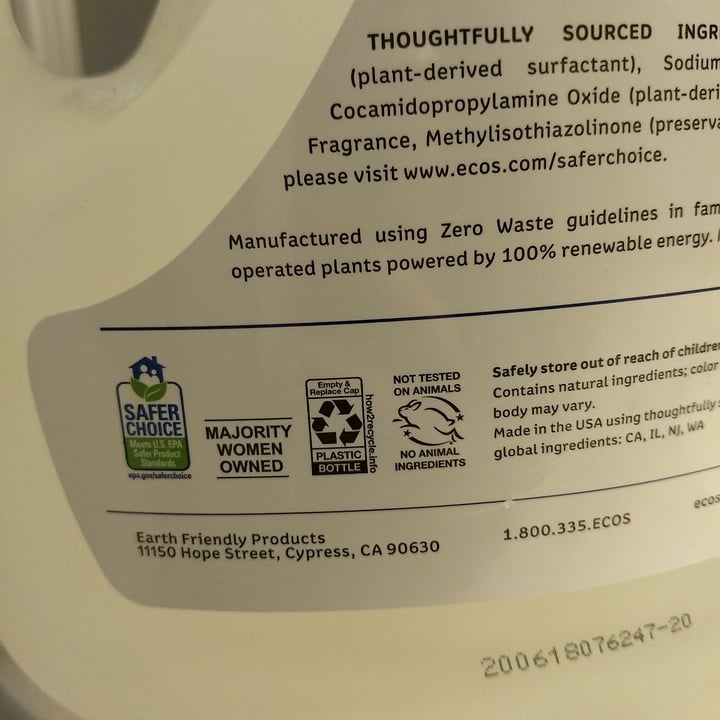 THOUGHTFULLY SOURCED INGR
(plant-derived surfactant), Sodium
Cocamidopropylamine Oxide (plant-deri
Fragrance, Methylisothiazolinone (preserva
please visit www.ecos.com/saferchoice.
Manufactured using Zero Waste guidelines in fam
operated plants powered by 100% renewable energy.
SAFER
CHOICE
Meets U.S. EPA
Safer Product
Standards
epa.gov/saferchoice
MAJORITY
WOMEN
OWNED
Empty &
Replace Cap
PLASTIC
BOTTLE
how2recycle.info
NOT TESTED
ON ANIMALS
NO ANIMAL
INGREDIENTS
Safely store out of reach of childre
Contains natural ingredients; color
body may vary.
Made in the USA using thoughtfully
global ingredients: CA, IL, NJ, WA
Earth Friendly Products
11150 Hope Street, Cypress, CA 90630
1.800.335.ECOS
ecos
200618076247-20